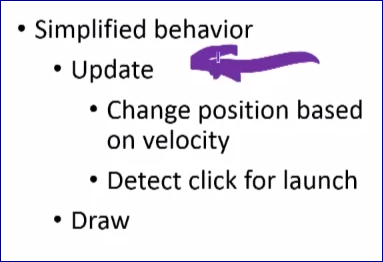 • Simplified behavior
• Update
• Change position based
on velocity
• Detect click for launch
• Draw